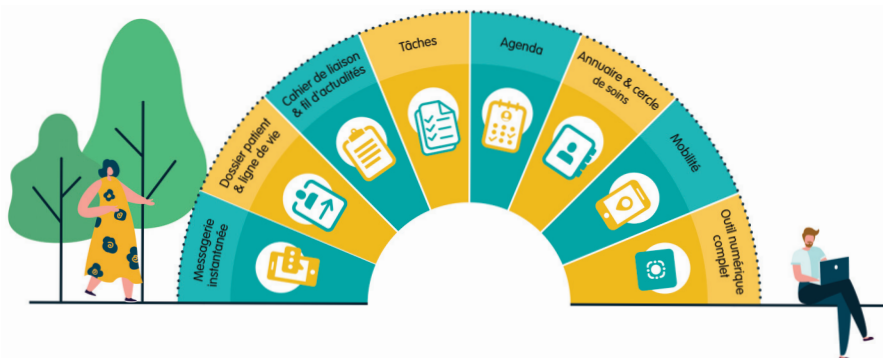 Messagerie
instantanée
Dossier patient
& ligne de vie
Cahier de liaison
& fil d'actualités
Tâches
Agenda
Annuaire & cercle
de soins
Mobilité
Outil numérique
complet